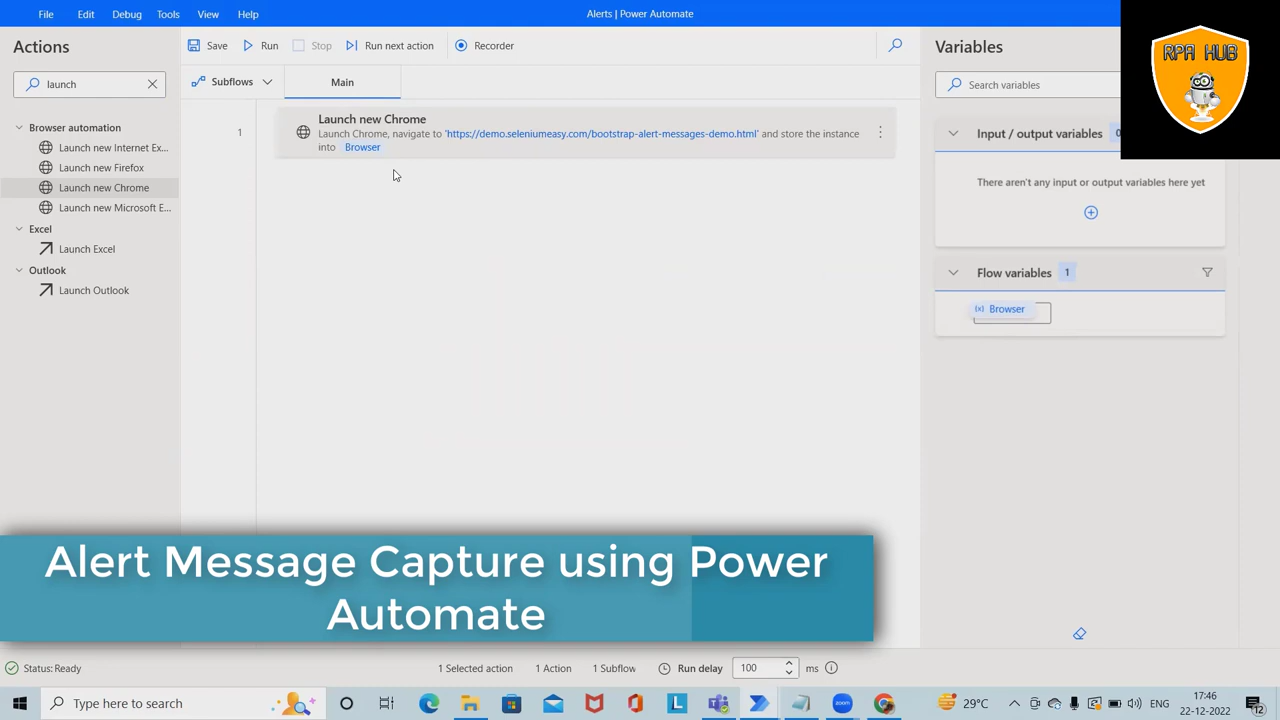 File Edit Debug Tools View Help
Alerts | Power Automate
RPA HUB
Actions
launch
Browser automation
Launch new Internet Ex...
Launch new Firefox
Launch new Chrome
Launch new Microsoft E...
Excel
Launch Excel
Outlook
Launch Outlook
Save Run Stop Run next action Recorder
Subflows Main
1
Launch new Chrome
Launch Chrome, navigate to 'https://demo.seleniumeasy.com/bootstrap-alert-messages-demo.html' and store the instance
into Browser
Variables
Search variables
Input / output variables 0
There aren't any input or output variables here yet
Flow variables 1
{x} Browser
Alert Message Capture using Power
Automate
Status: Ready 1 Selected action 1 Action 1 Subflow Run delay 100 ms
Type here to search
29°C
ENG
17:46
22-12-2022
12